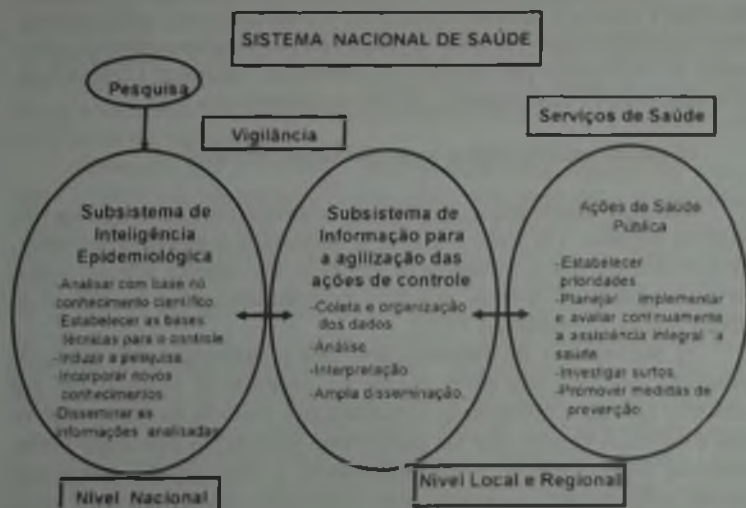 SISTEMA NACIONAL DE SAÚDE
Pesquisa
Vigilância
Serviços de Saúde
Subsistema de
Inteligência
Epidemiológica
-Analisar com base no
conhecimento científico
Estabelecer as bases
técnicas para o controle
-Induzir a pesquisa
-Incorporar novos
conhecimentos
-Disseminar as
informações analisadas
Subsistema de
Informação para
a agilização das
ações de controle
-Coleta e organização
dos dados
-Análise
-Interpretação
-Ampla disseminação
Ações de Saúde
Pública
-Estabelecer
prioridades
-Planejar implementar
e avaliar continuamente
a assistência integral à
saúde
-Investigar surtos
-Promover medidas de
prevenção
Nível Nacional
Nível Local e Regional